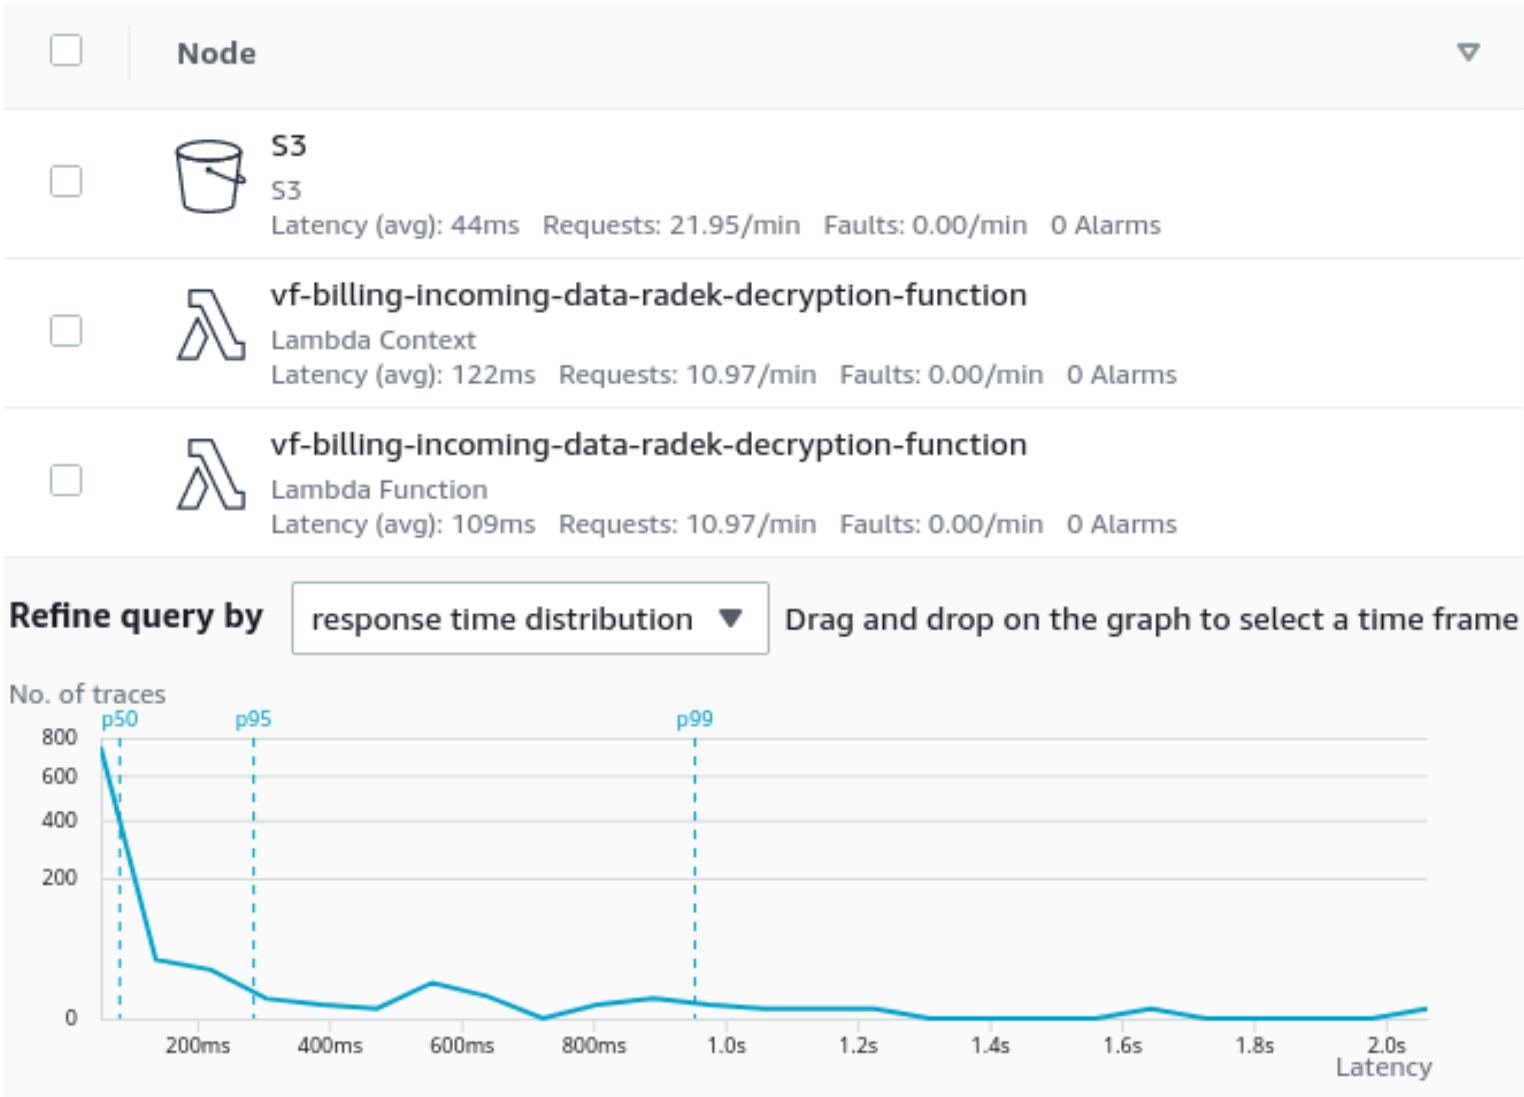 Node
S3
S3
Latency (avg): 44ms Requests: 21.95/min Faults: 0.00/min 0 Alarms
vf-billing-incoming-data-radek-decryption-function
Lambda Context
Latency (avg): 122ms Requests: 10.97/min Faults: 0.00/min 0 Alarms
vf-billing-incoming-data-radek-decryption-function
Lambda Function
Latency (avg): 109ms Requests: 10.97/min Faults: 0.00/min 0 Alarms
Refine query by response time distribution Drag and drop on the graph to select a time frame
No. of traces
p50 p95 p99
800
600
400
200
0
200ms 400ms 600ms 800ms 1.0s 1.2s 1.4s 1.6s 1.8s 2.0s
Latency